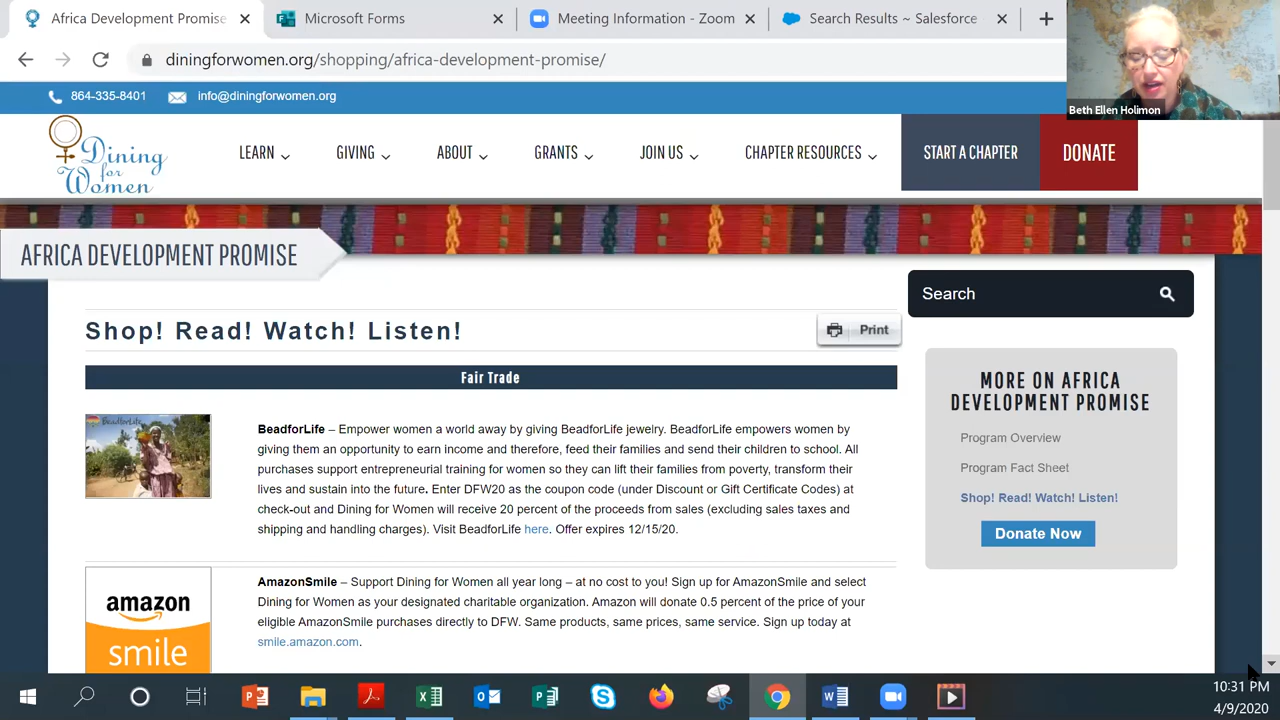 Africa Development Promise
Microsoft Forms
Meeting Information - Zoom
Search Results ~ Salesforce
diningforwomen.org/shopping/africa-development-promise/
Beth Ellen Holimon
864-335-8401
info@diningforwomen.org
Dining
for
Women
LEARN
GIVING
ABOUT
GRANTS
JOIN US
CHAPTER RESOURCES
START A CHAPTER
DONATE
AFRICA DEVELOPMENT PROMISE
Search
Shop! Read! Watch! Listen!
Print
Fair Trade
BeadforLife
BeadforLife – Empower women a world away by giving BeadforLife jewelry. BeadforLife empowers women by
giving them an opportunity to earn income and therefore, feed their families and send their children to school. All
purchases support entrepreneurial training for women so they can lift their families from poverty, transform their
lives and sustain into the future. Enter DFW20 as the coupon code (under Discount or Gift Certificate Codes) at
check-out and Dining for Women will receive 20 percent of the proceeds from sales (excluding sales taxes and
shipping and handling charges). Visit BeadforLife here. Offer expires 12/15/20.
amazon
smile
AmazonSmile – Support Dining for Women all year long – at no cost to you! Sign up for AmazonSmile and select
Dining for Women as your designated charitable organization. Amazon will donate 0.5 percent of the price of your
eligible AmazonSmile purchases directly to DFW. Same products, same prices, same service. Sign up today at
smile.amazon.com.
MORE ON AFRICA
DEVELOPMENT PROMISE
Program Overview
Program Fact Sheet
Shop! Read! Watch! Listen!
Donate Now
10:31 PM
4/9/2020